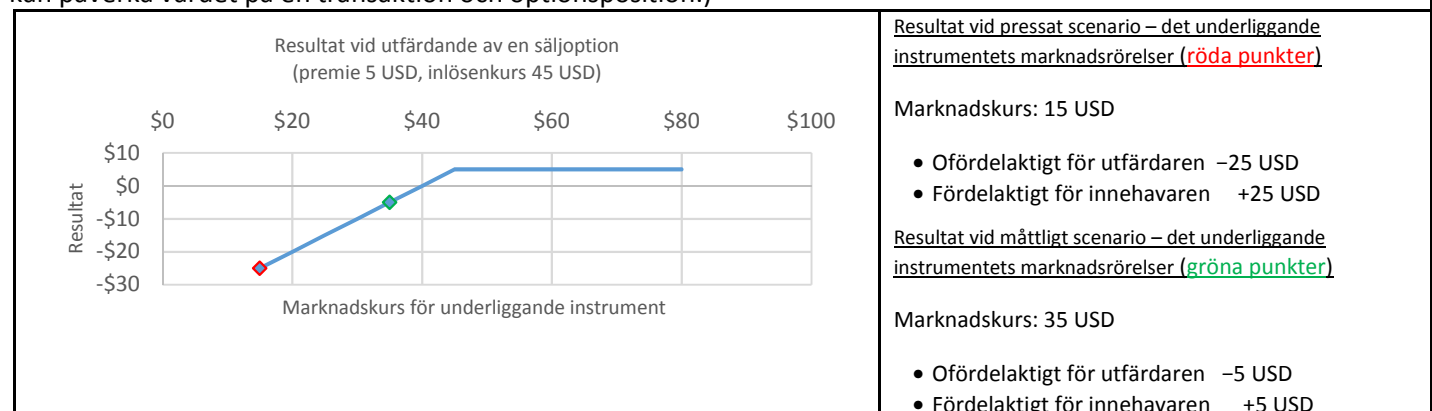 kan påverka värdet på en transaktion och optionsposition.)
Resultat vid utfärdande av en säljoption
(premie 5 USD, inlösenkurs 45 USD)
$0 $20 $40 $60 $80 $100
$10
$0
-$10
-$20
-$30
Resultat
Marknadskurs för underliggande instrument
Resultat vid pressat scenario – det underliggande
instrumentets marknadsrörelser (röda punkter)
Marknadskurs: 15 USD
• Ofördelaktigt för utfärdaren −25 USD
• Fördelaktigt för innehavaren +25 USD
Resultat vid måttligt scenario – det underliggande
instrumentets marknadsrörelser (gröna punkter)
Marknadskurs: 35 USD
• Ofördelaktigt för utfärdaren −5 USD
• Fördelaktigt för innehavaren +5 USD